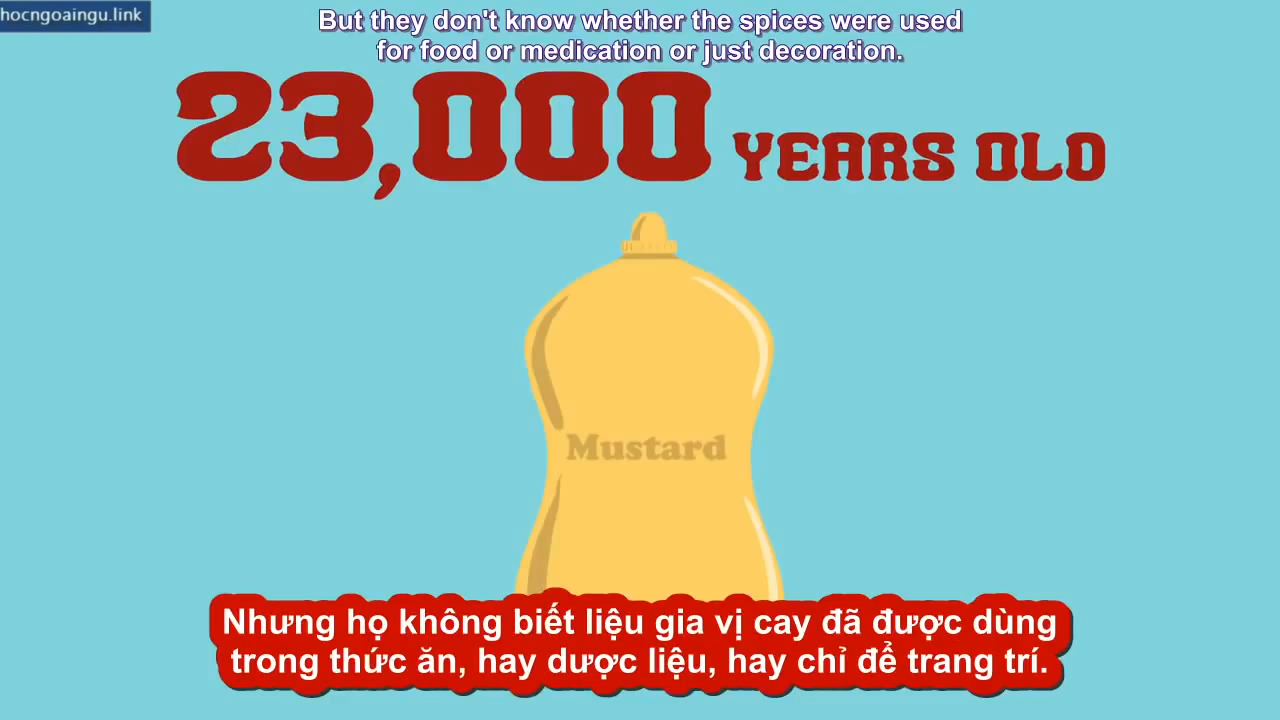 hocngoaingu.link
But they don't know whether the spices were used
for food or medication or just decoration.
23,000 YEARS OLD
Mustard
Nhưng họ không biết liệu gia vị cay đã được dùng
trong thức ăn, hay dược liệu, hay chỉ để trang trí.